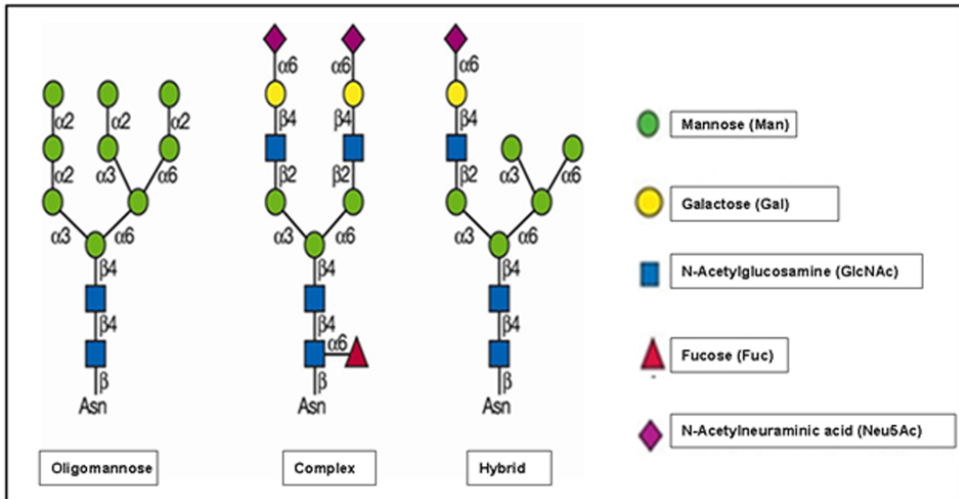 α6 α6 α6
α2 α2 α2 β4 β4 β4
α2 α3 α6 β2 β2 β2 α3 α6
α3 α6 α3 α6 α3 α6
β4 β4 β4
β4 β4 β4
α6
β β β
Asn Asn Asn
Oligomannose Complex Hybrid
Mannose (Man)
Galactose (Gal)
N-Acetylglucosamine (GlcNAc)
Fucose (Fuc)
N-Acetylneuraminic acid (Neu5Ac)